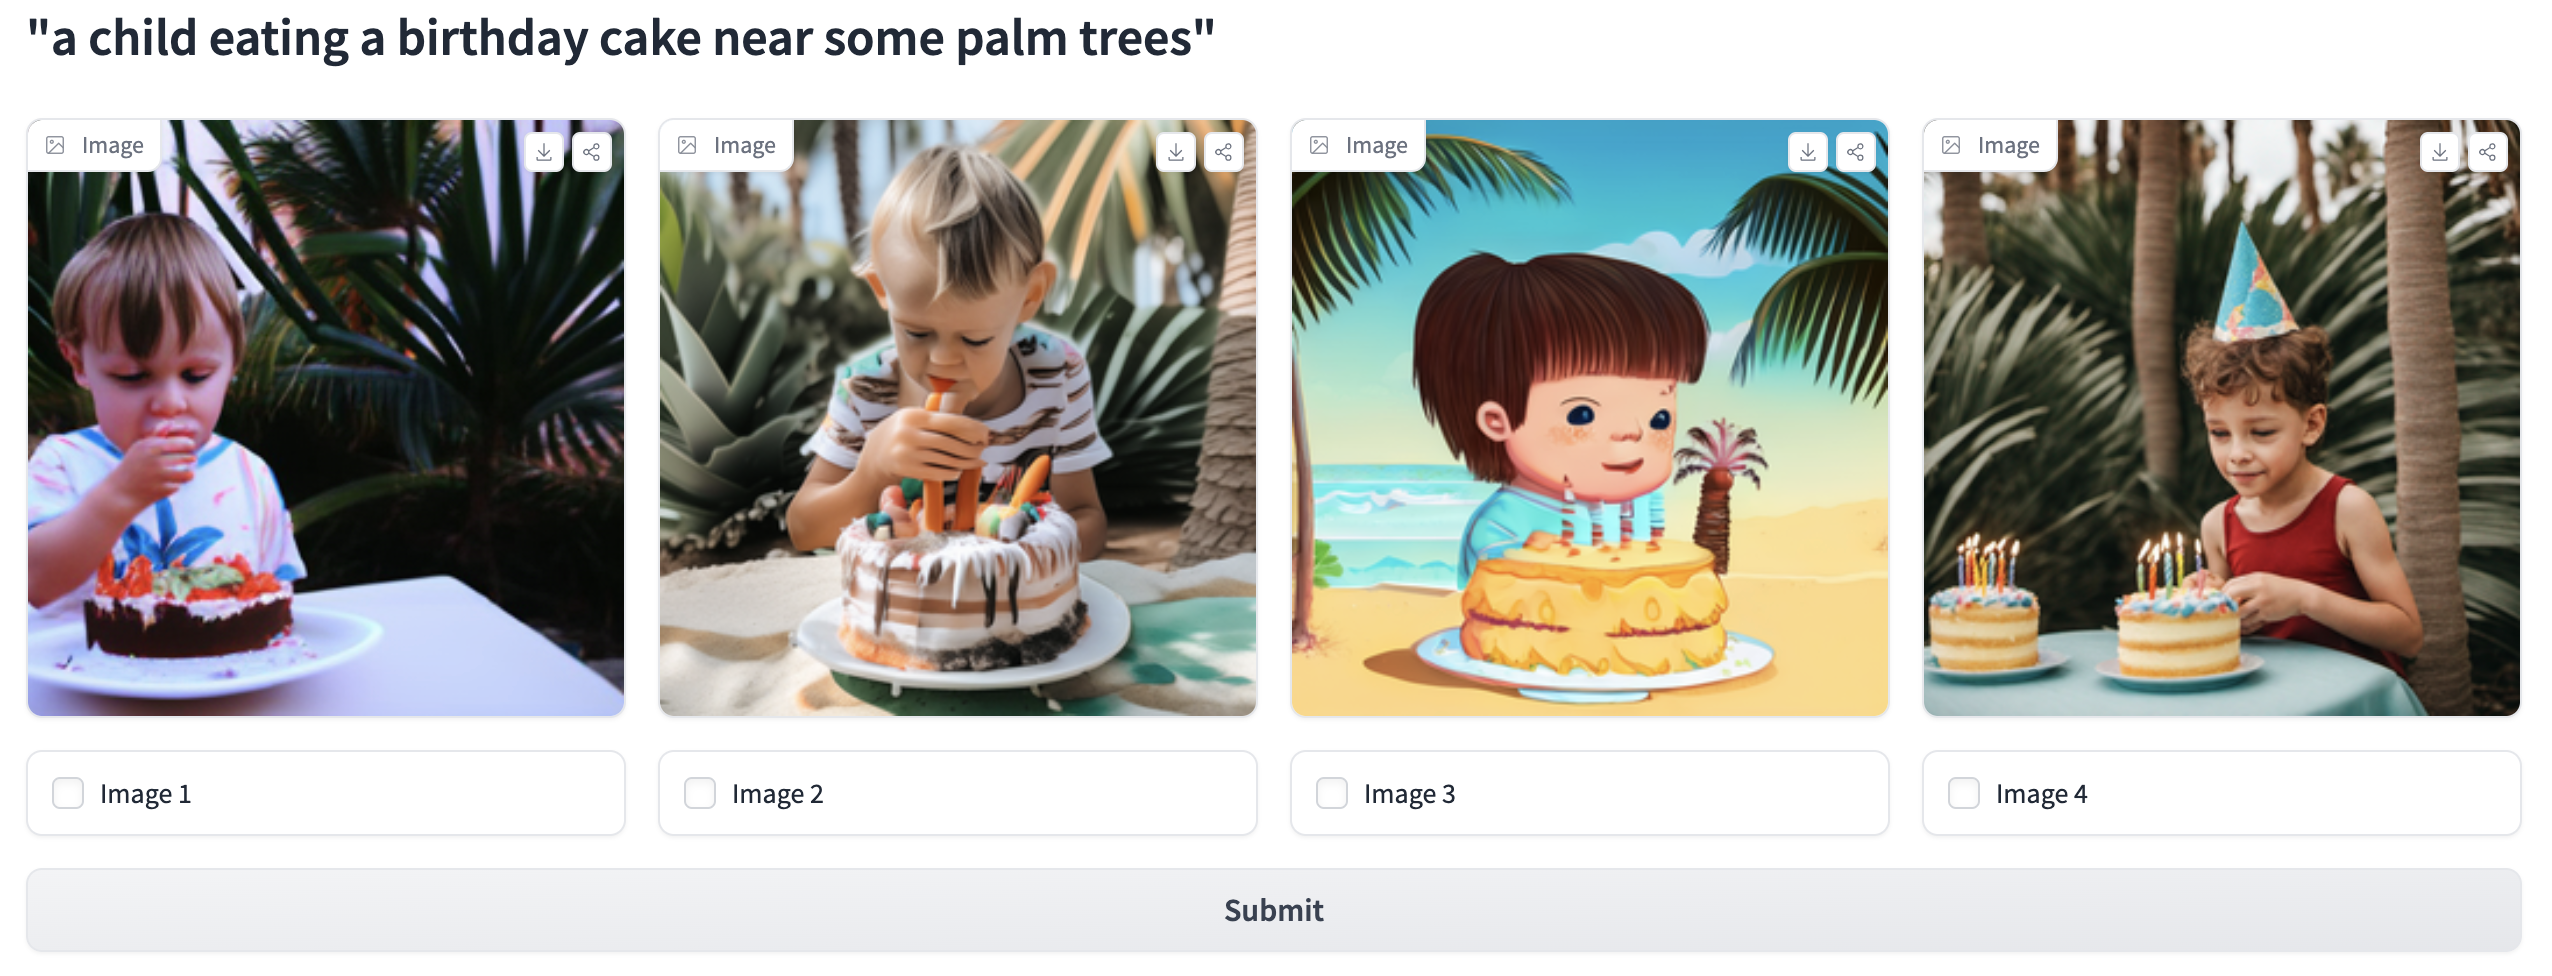 "a child eating a birthday cake near some palm trees"
Image
Image
Image
Image
Image 1
Image 2
Image 3
Image 4
Submit